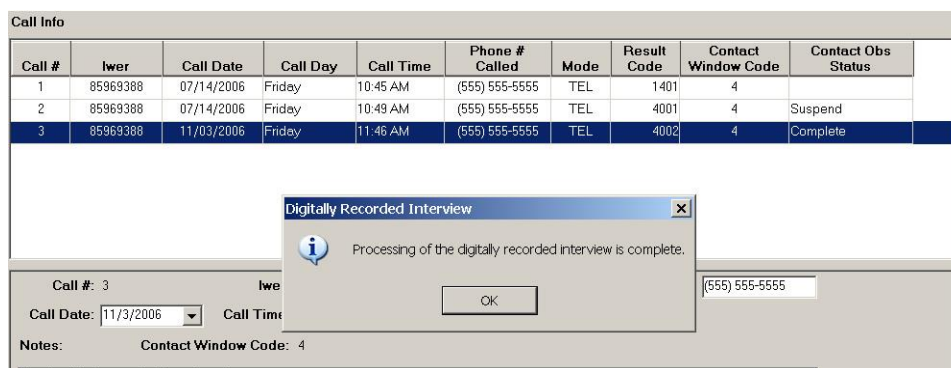 Call Info
Call # Iwer Call Date Call Day Call Time Phone # Called Mode Result Code Contact Window Code Contact Obs Status
1 85969388 07/14/2006 Friday 10:45 AM (555) 555-5555 TEL 1401 4
2 85969388 07/14/2006 Friday 10:49 AM (555) 555-5555 TEL 4001 4 Suspend
3 85969388 11/03/2006 Friday 11:46 AM (555) 555-5555 TEL 4002 4 Complete
Digitally Recorded Interview
Processing of the digitally recorded interview is complete.
OK
Call #: 3 Iwe (555) 555-5555
Call Date: 11/3/2006 Call Time
Notes: Contact Window Code: 4